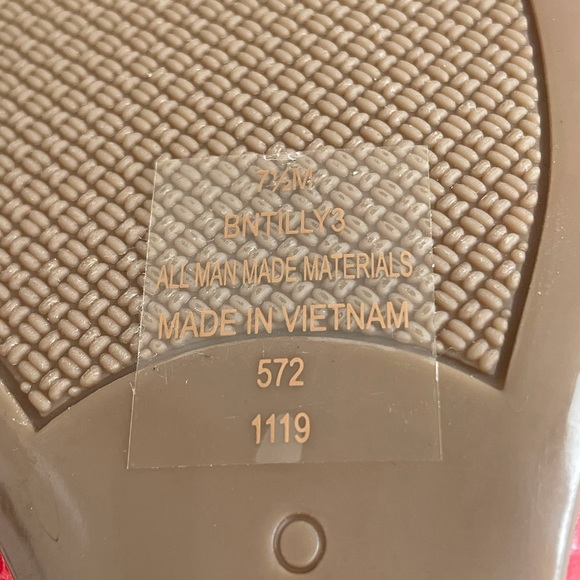 7½M
BNTILLY3
ALL MAN MADE MATERIALS
MADE IN VIETNAM
572
1119
O